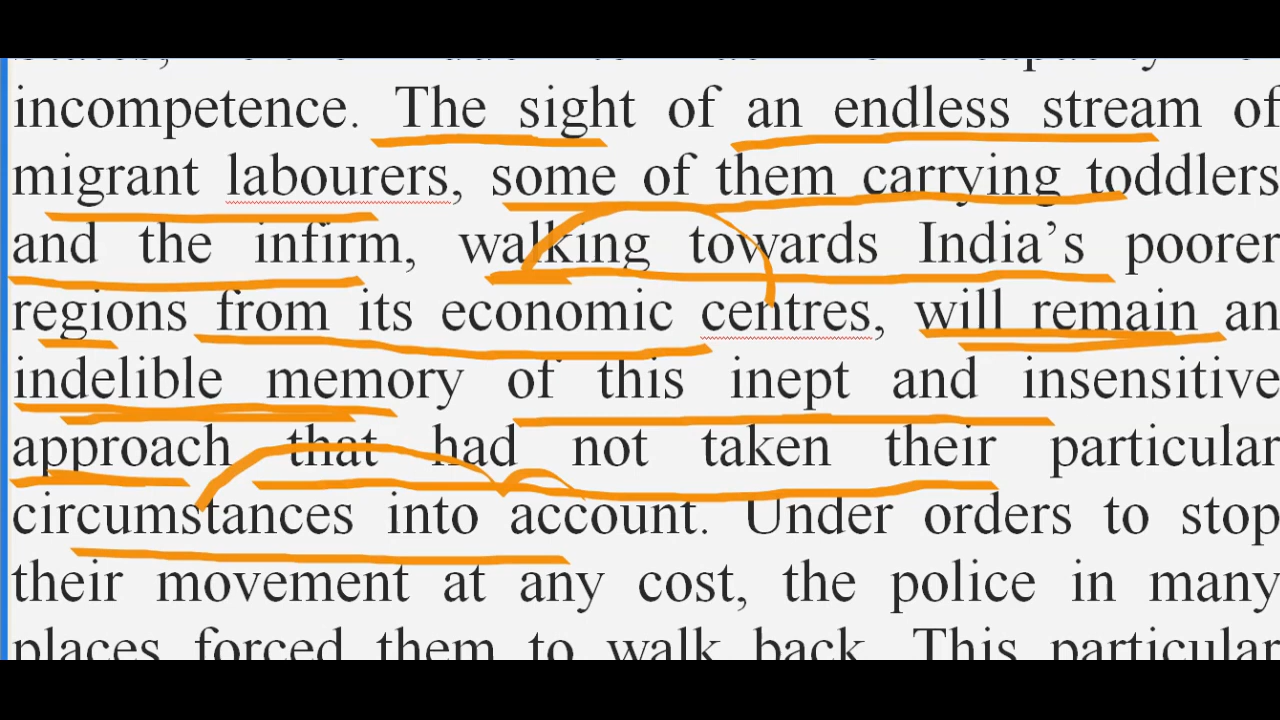 incompetence. The sight of an endless stream of
migrant labourers, some of them carrying toddlers
and the infirm, walking towards India's poorer
regions from its economic centres, will remain an
indelible memory of this inept and insensitive
approach that had not taken their particular
circumstances into account. Under orders to stop
their movement at any cost, the police in many
places forced them to walk back. This particular